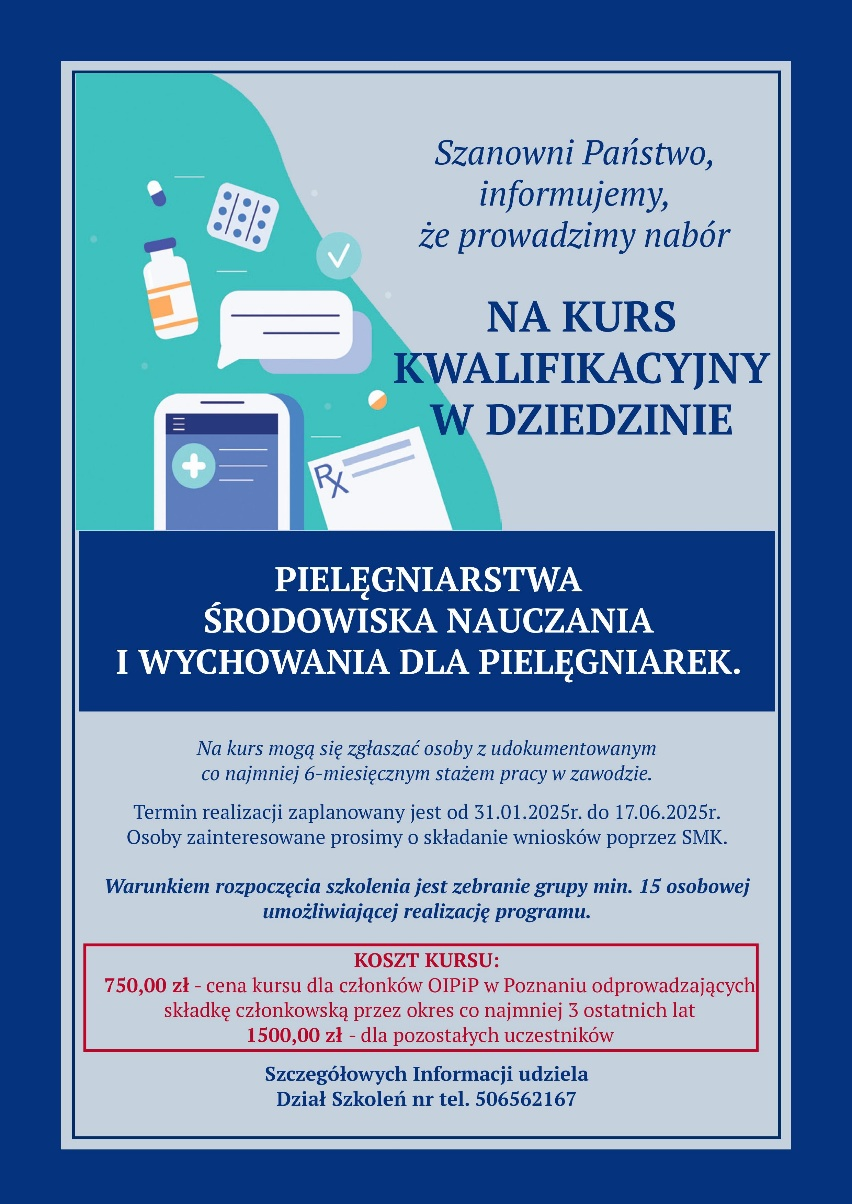 Szanowni Państwo,
informujemy,
że prowadzimy nabór
NA KURS
KWALIFIKACYJNY
W DZIEDZINIE
Rx
PIELĘGNIARSTWA
ŚRODOWISKA NAUCZANIA
I WYCHOWANIA DLA PIELĘGNIAREK.
Na kurs mogą się zgłaszać osoby z udokumentowanym
co najmniej 6-miesięcznym stażem pracy w zawodzie.
Termin realizacji zaplanowany jest od 31.01.2025r. do 17.06.2025r.
Osoby zainteresowane prosimy o składanie wniosków poprzez SMK.
Warunkiem rozpoczęcia szkolenia jest zebranie grupy min. 15 osobowej
umożliwiającej realizację programu.
KOSZT KURSU:
750,00 zł - cena kursu dla członków OIPiP w Poznaniu odprowadzających
składkę członkowską przez okres co najmniej 3 ostatnich lat
1500,00 zł - dla pozostałych uczestników
Szczegółowych Informacji udziela
Dział Szkoleń nr tel. 506562167